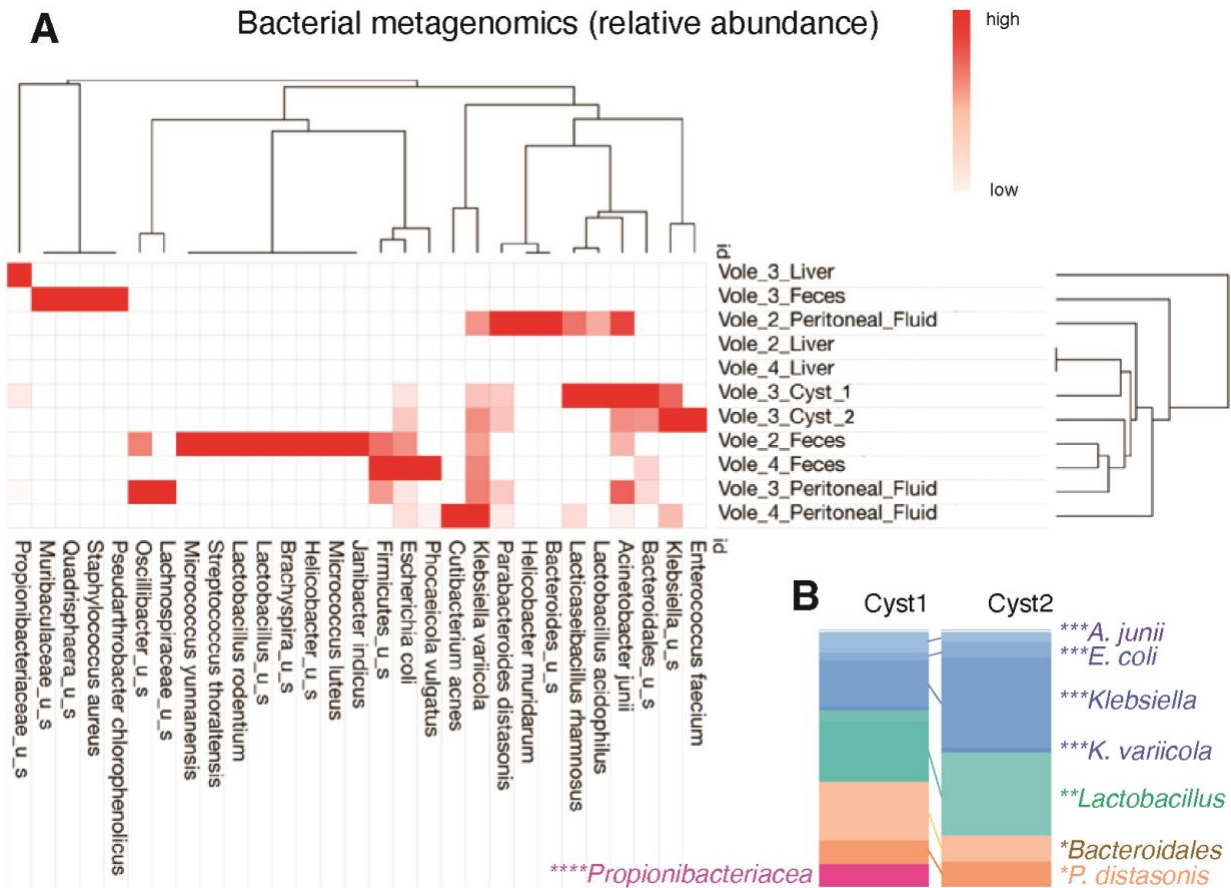 A
Bacterial metagenomics (relative abundance)
high
low
id
Vole_3_Liver
Vole_3_Feces
Vole_2_Peritoneal_Fluid
Vole_2_Liver
Vole_4_Liver
Vole_3_Cyst_1
Vole_3_Cyst_2
Vole_2_Feces
Vole_4_Feces
Vole_3_Peritoneal_Fluid
Vole_4_Peritoneal_Fluid
id
Propionibacteriaceae_u_s
Muribaculaceae_u_s
Quadrisphaera_u_s
Staphylococcus aureus
Pseudarthrobacter chlorophenolicus
Oscillibacter_u_s
Lachnospiraceae_u_s
Micrococcus yunnanensis
Streptococcus thoraltensis
Lactobacillus rodentium
Lactobacillus_u_s
Brachyspira_u_s
Helicobacter_u_s
Micrococcus luteus
Janibacter indicus
Firmicutes_u_s
Escherichia coli
Phocaeicola vulgatus
Cutibacterium acnes
Klebsiella variicola
Parabacteroides distasonis
Helicobacter muridarum
Bacteroides_u_s
Lacticaseibacillus rhamnosus
Lactobacillus acidophilus
Acinetobacter junii
Bacteroidales_u_s
Klebsiella_u_s
Enterococcus faecium
B
Cyst1
Cyst2
***A. junii
***E. coli
***Klebsiella
***K. variicola
**Lactobacillus
*Bacteroidales
*P. distasonis
****Propionibacteriacea